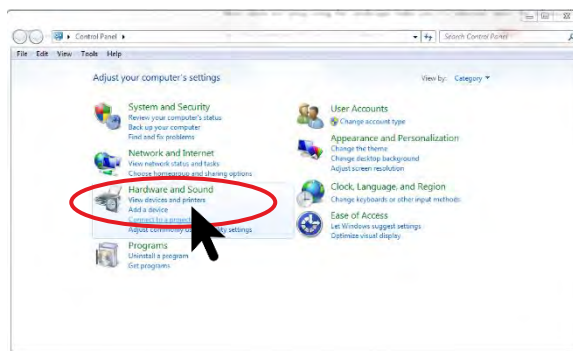 Control Panel
Search Control Panel
File Edit View Tools Help
Adjust your computer's settings
View by: Category
System and Security
Review your computer's status
Back up your computer
Find and fix problems
Network and Internet
View network status and tasks
Choose homegroup and sharing options
Hardware and Sound
View devices and printers
Add a device
Connect to a
Adjust commonly settings
Programs
Uninstall a program
Get programs
User Accounts
Change account type
Appearance and Personalization
Change the theme
Change desktop background
Adjust screen resolution
Clock, Language, and Region
Change keyboards or other input methods
Ease of Access
Let Windows suggest settings
Optimize visual display